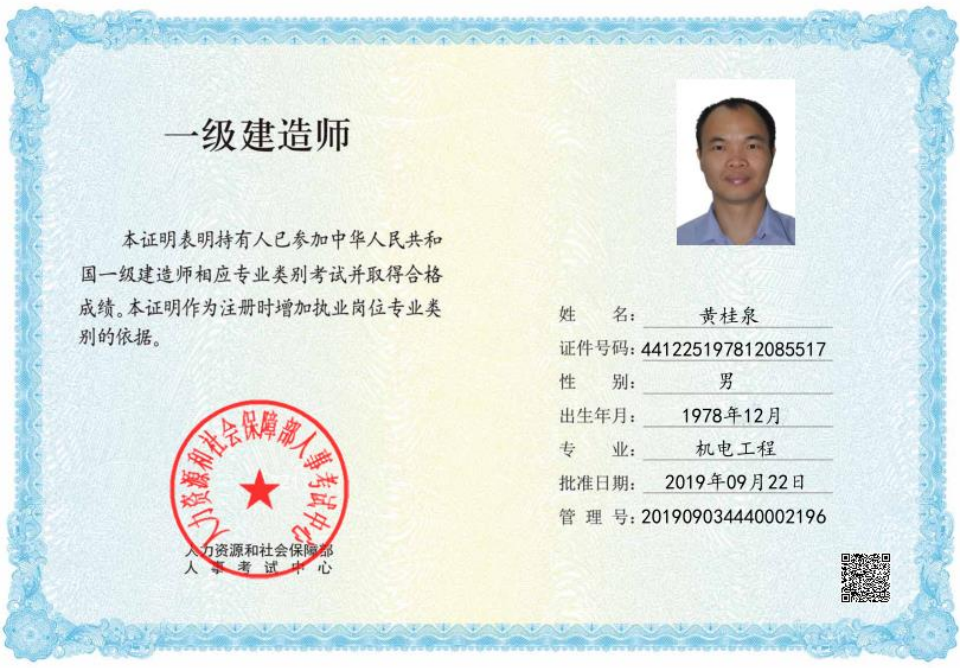 一级建造师
本证明表明持有人已参加中华人民共和
国一级建造师相应专业类别考试并取得合格
成绩。本证明作为注册时增加执业岗位专业类
别的依据。
人力资源和社会保障部人事考试中心
人力资源和社会保障部
人事考试中心
姓 名: 黄桂泉
证件号码: 441225197812085517
性 别: 男
出生年月: 1978年12月
专 业: 机电工程
批准日期: 2019年09月22日
管 理 号: 201909034440002196